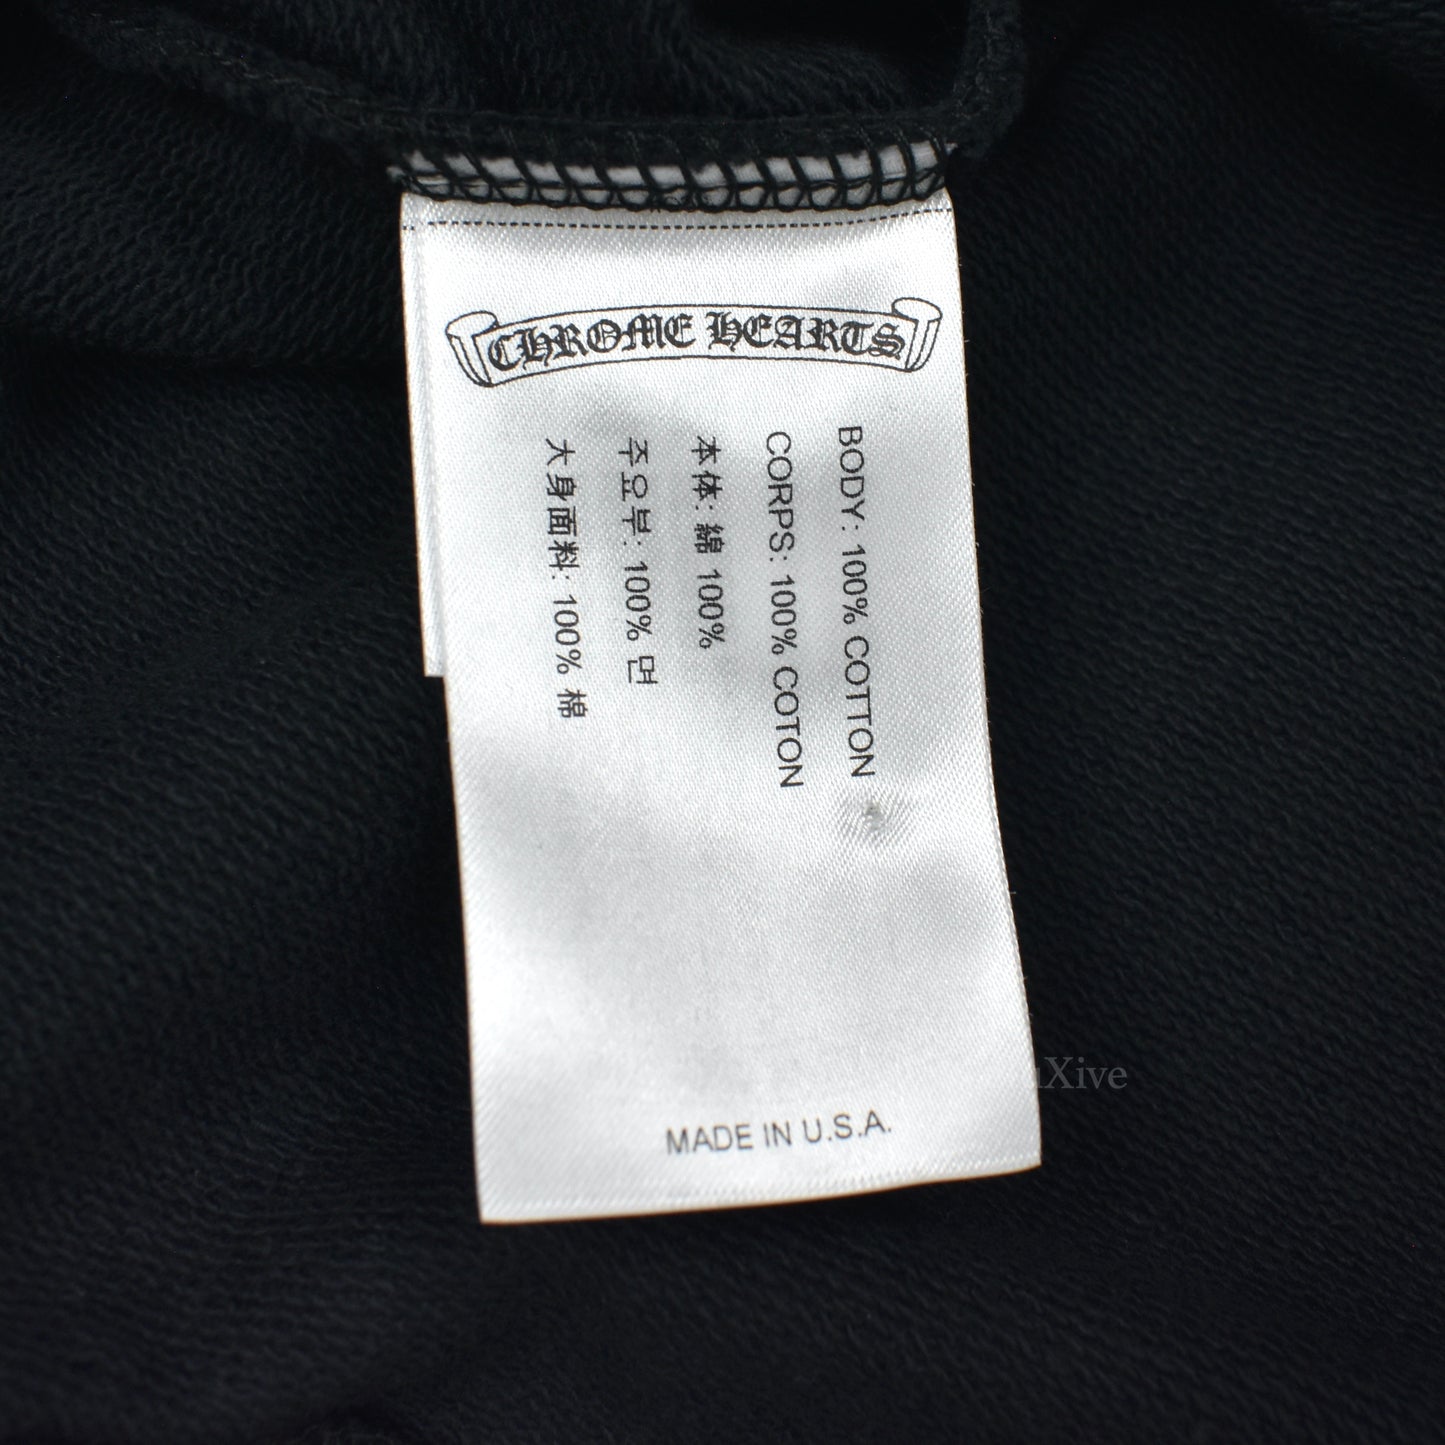 CHROME HEARTS
BODY: 100% COTTON
CORPS: 100% COTON
本体: 綿 100%
주요부: 100% 면
大身面料: 100% 棉
MADE IN U.S.A.